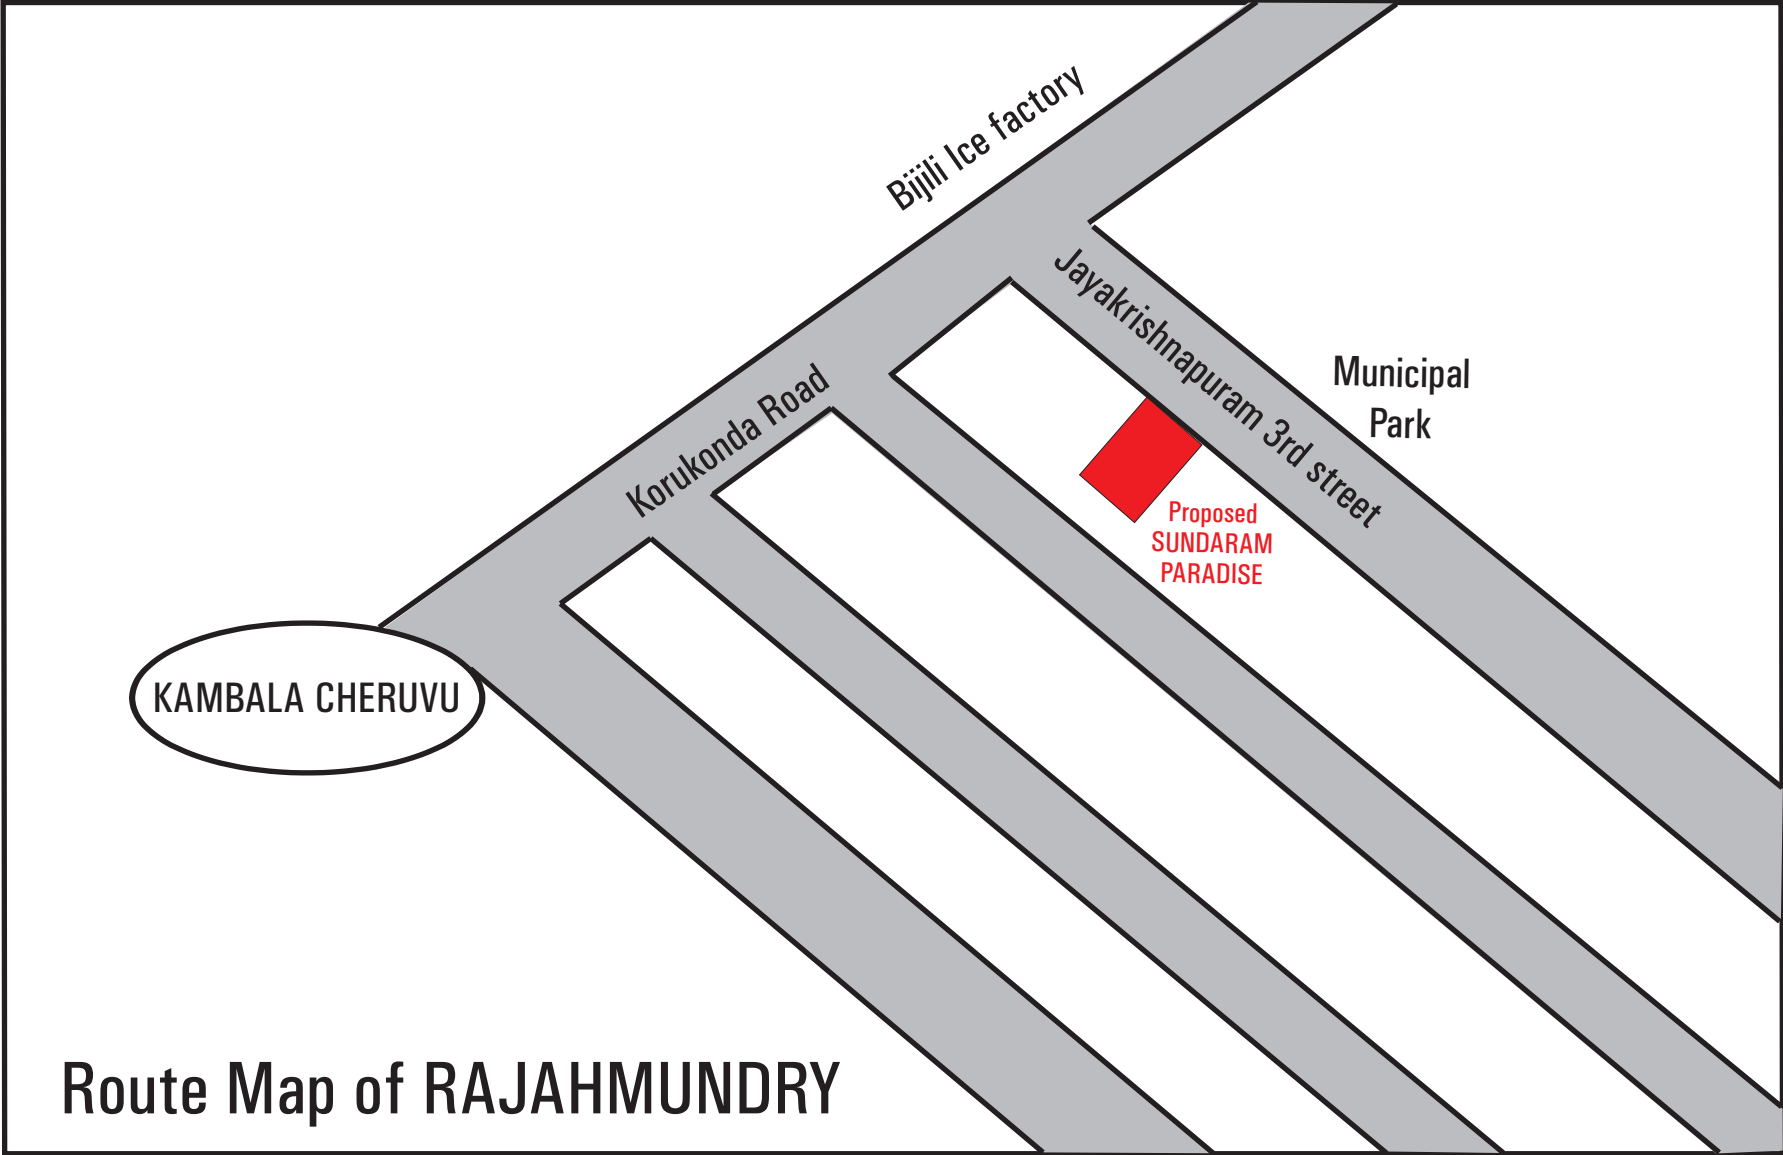 Bijili Ice factory
Jayakrishnapuram 3rd street
Municipal
Park
Korukonda Road
Proposed
SUNDARAM
PARADISE
KAMBALA CHERUVU
Route Map of RAJAHMUNDRY